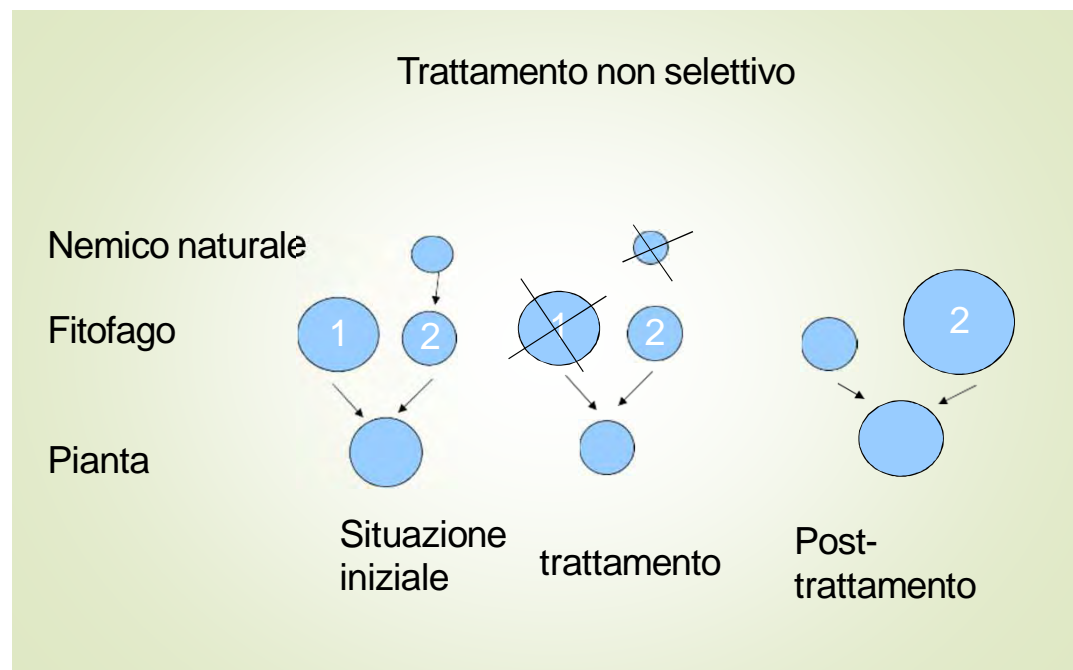 Trattamento non selettivo
Nemico naturale
Fitofago
1
2
1
2
2
Pianta
Situazione
iniziale
trattamento
Post-
trattamento